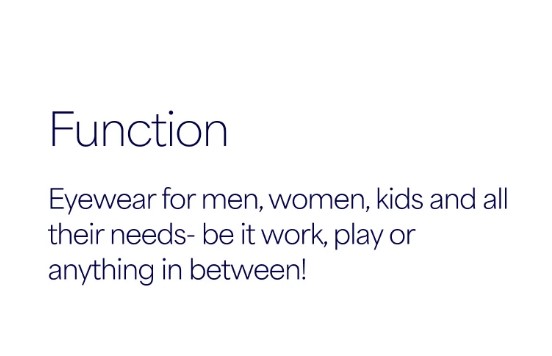 Function
Eyewear for men, women, kids and all
their needs- be it work, play or
anything in between!